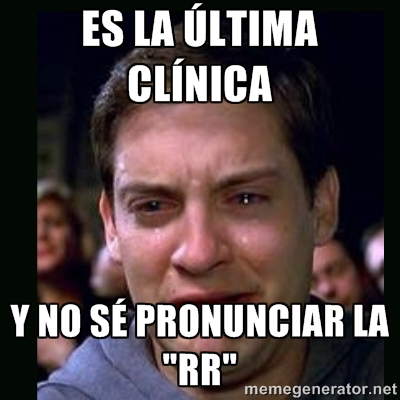 ES LA ÚLTIMA
CLÍNICA
Y NO SÉ PRONUNCIAR LA
"RR"
memegenerator.net